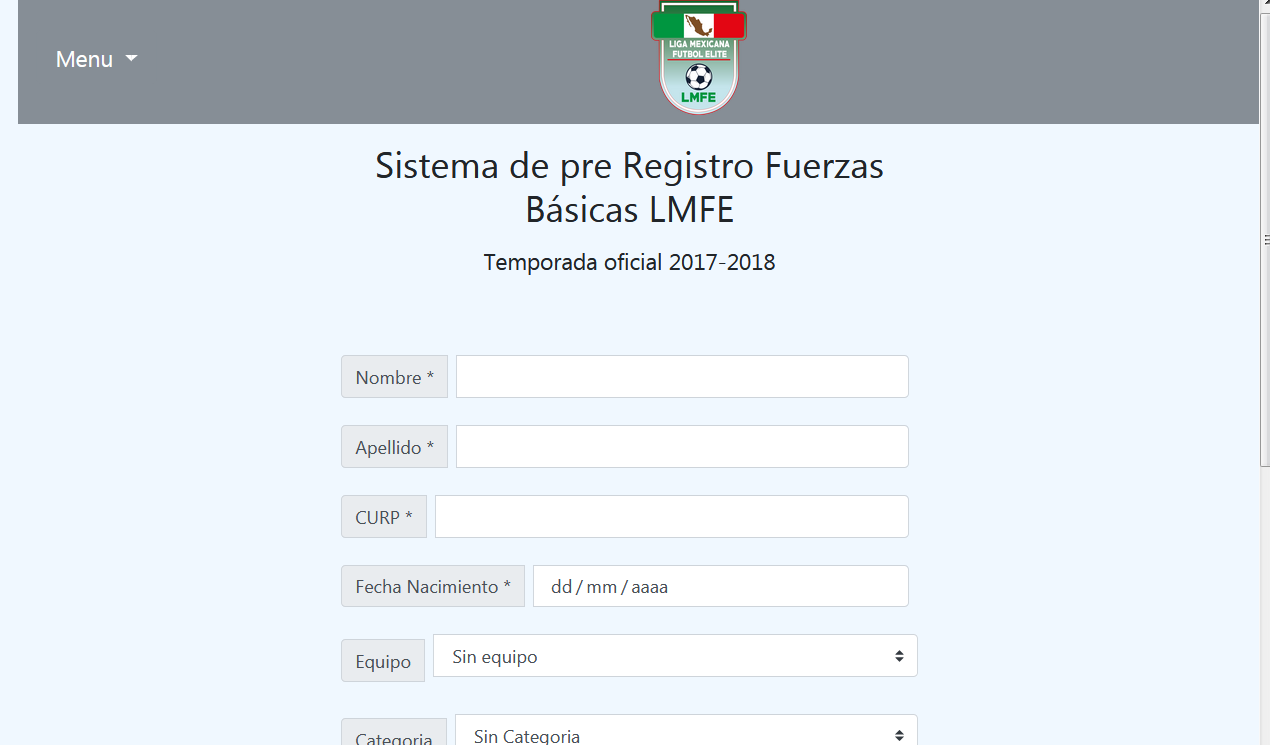 Menu
LIGA MEXICANA
FUTBOL ELITE
LMFE
Sistema de pre Registro Fuerzas
Básicas LMFE
Temporada oficial 2017-2018
Nombre *
Apellido *
CURP *
Fecha Nacimiento * dd / mm / aaaa
Equipo Sin equipo
Categoria Sin Categoria